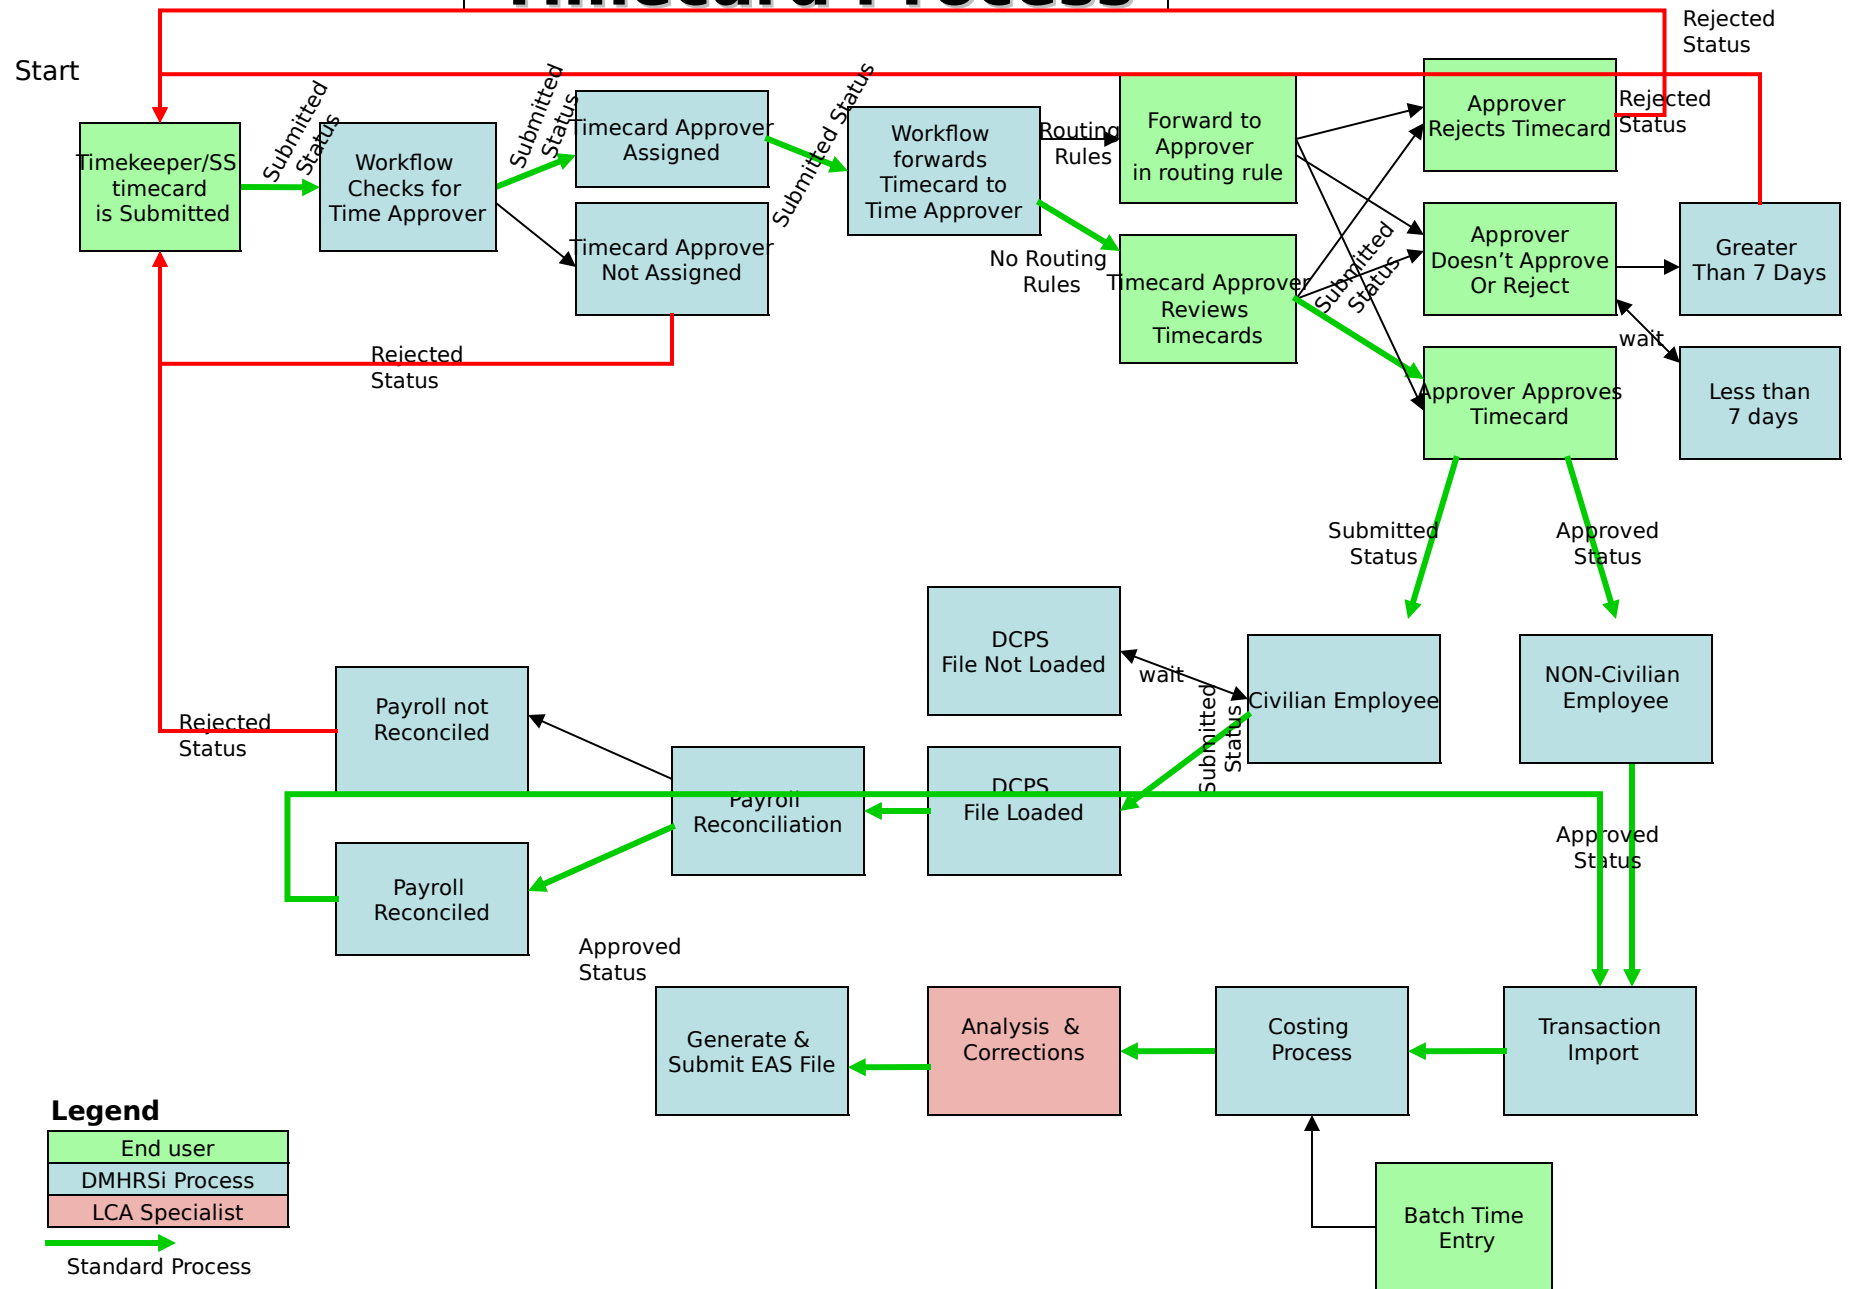 Timecard Process
Start
Rejected
Status
Submitted
Status
Submitted
Status
Submitted Status
Timekeeper/SS
timecard
is Submitted
Workflow
Checks for
Time Approver
Timecard Approver
Assigned
Timecard Approver
Not Assigned
Workflow
forwards
Timecard to
Time Approver
Routing
Rules
No Routing
Rules
Forward to
Approver
in routing rule
Timecard Approver
Reviews
Timecards
Submitted
Status
Approver
Rejects Timecard
Rejected
Status
Approver
Doesn’t Approve
Or Reject
Greater
Than 7 Days
wait
Approver Approves
Timecard
Less than
7 days
Rejected
Status
Submitted
Status
Approved
Status
DCPS
File Not Loaded
wait
Submitted
Status
Civilian Employee
NON-Civilian
Employee
Payroll not
Reconciled
Rejected
Status
Payroll
Reconciliation
DCPS
File Loaded
Approved
Status
Payroll
Reconciled
Approved
Status
Generate &
Submit EAS File
Analysis &
Corrections
Costing
Process
Transaction
Import
Legend
End user
DMHRSi Process
LCA Specialist
Standard Process
Batch Time
Entry